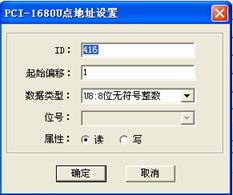 PCI-1680U点地址设置
ID: 416
起始偏移: 1
数据类型: U8:8位无符号整数
位号:
属性: 读 写
确定 取消